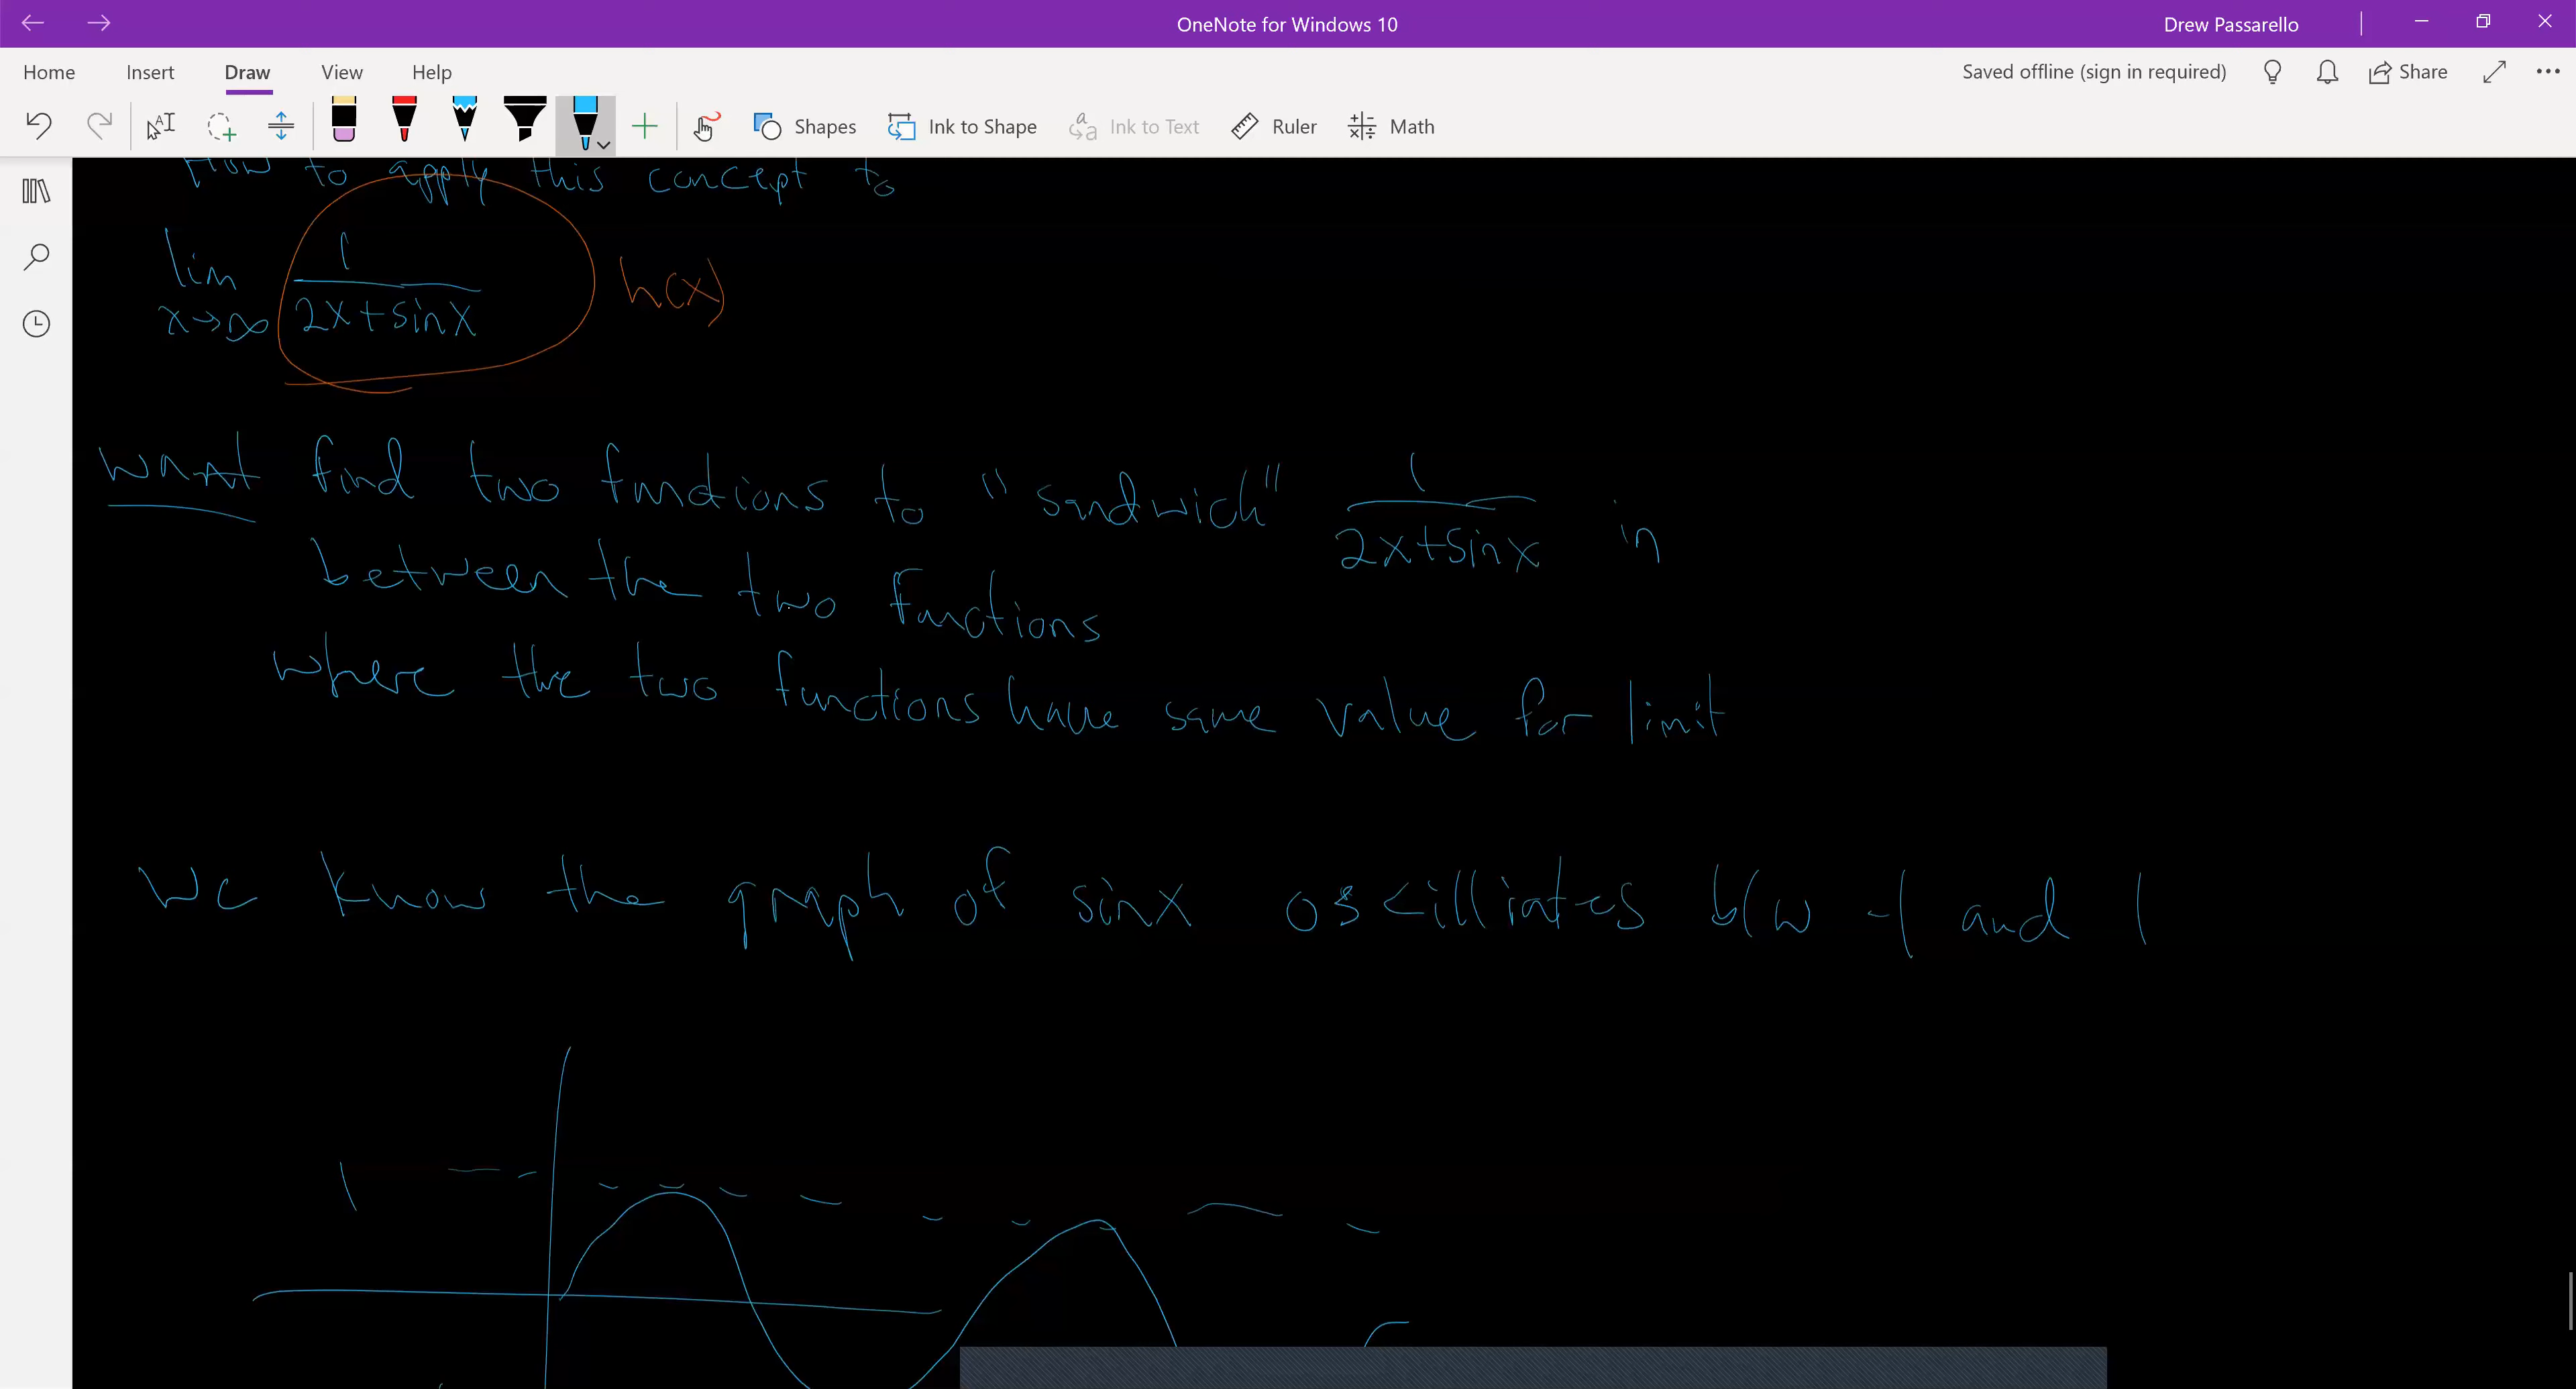 OneNote for Windows 10
Drew Passarello
Home Insert Draw View Help
Saved offline (sign in required) Share
Shapes Ink to Shape Ink to Text Ruler Math
How to apply this concept to
lim x→∞ 1/(2x+sinx) h(x)
want find two functions to "sandwich" 1/(2x+sinx) in
between the two functions
where the two functions have same value for limit
We know the graph of sinx oscilliates b/w -1 and 1
1